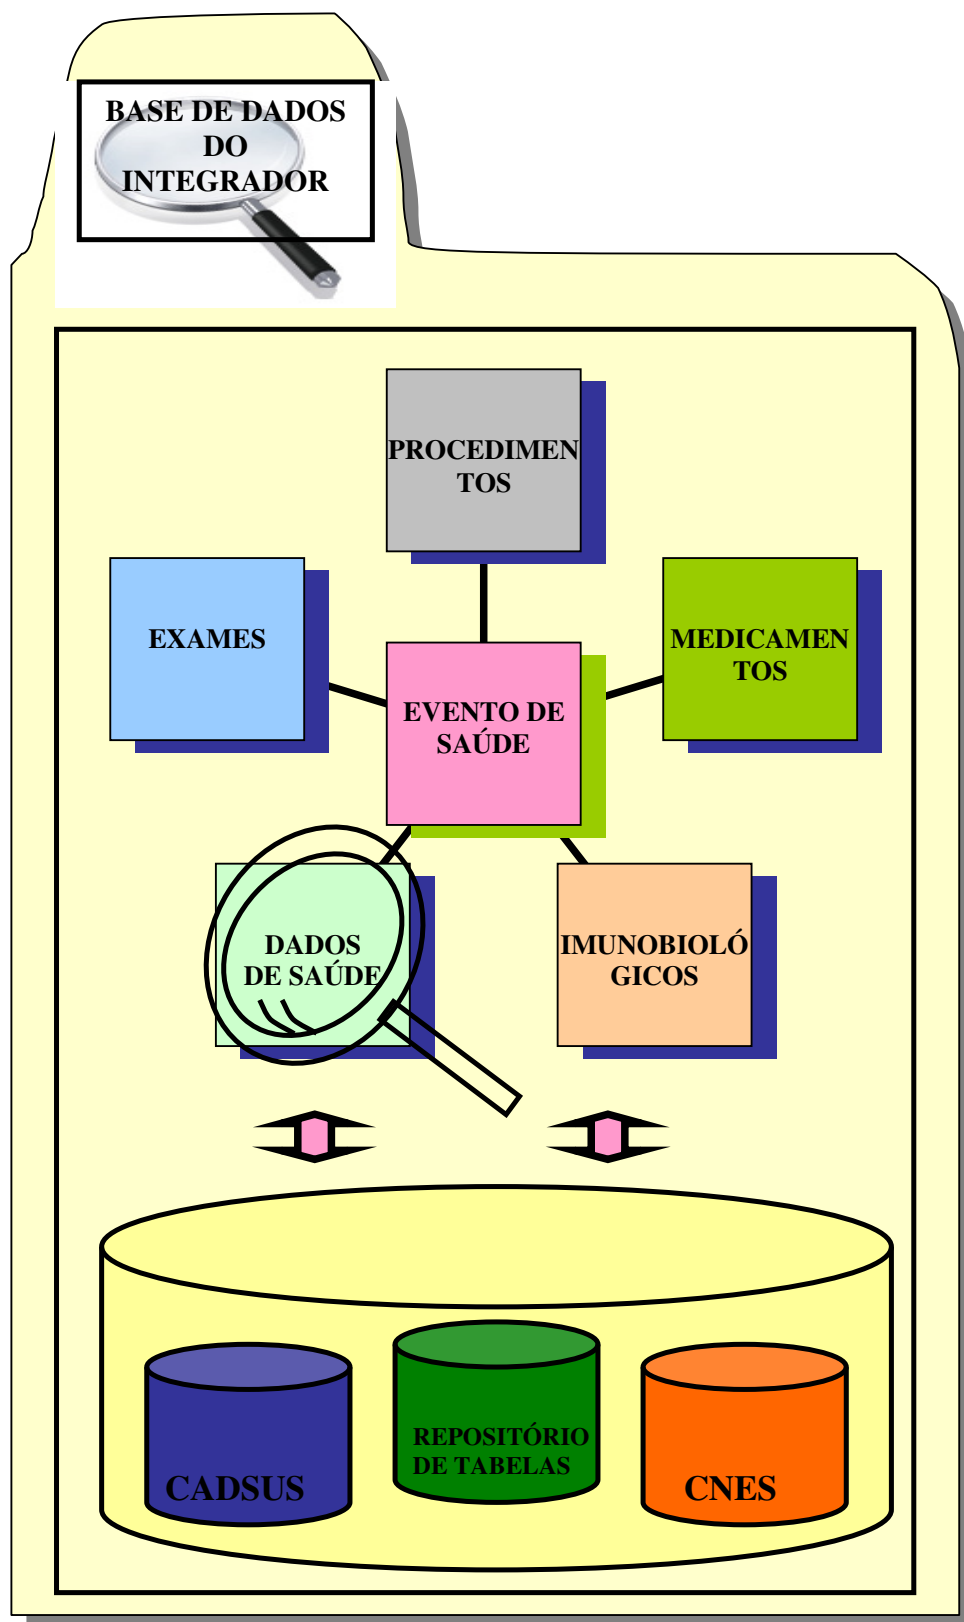 BASE DE DADOS
DO
INTEGRADOR
PROCEDIMEN
TOS
EXAMES
MEDICAMEN
TOS
EVENTO DE
SAÚDE
DADOS
DE SAÚDE
IMUNOBIOLÓ
GICOS
CADSUS
REPOSITÓRIO
DE TABELAS
CNES